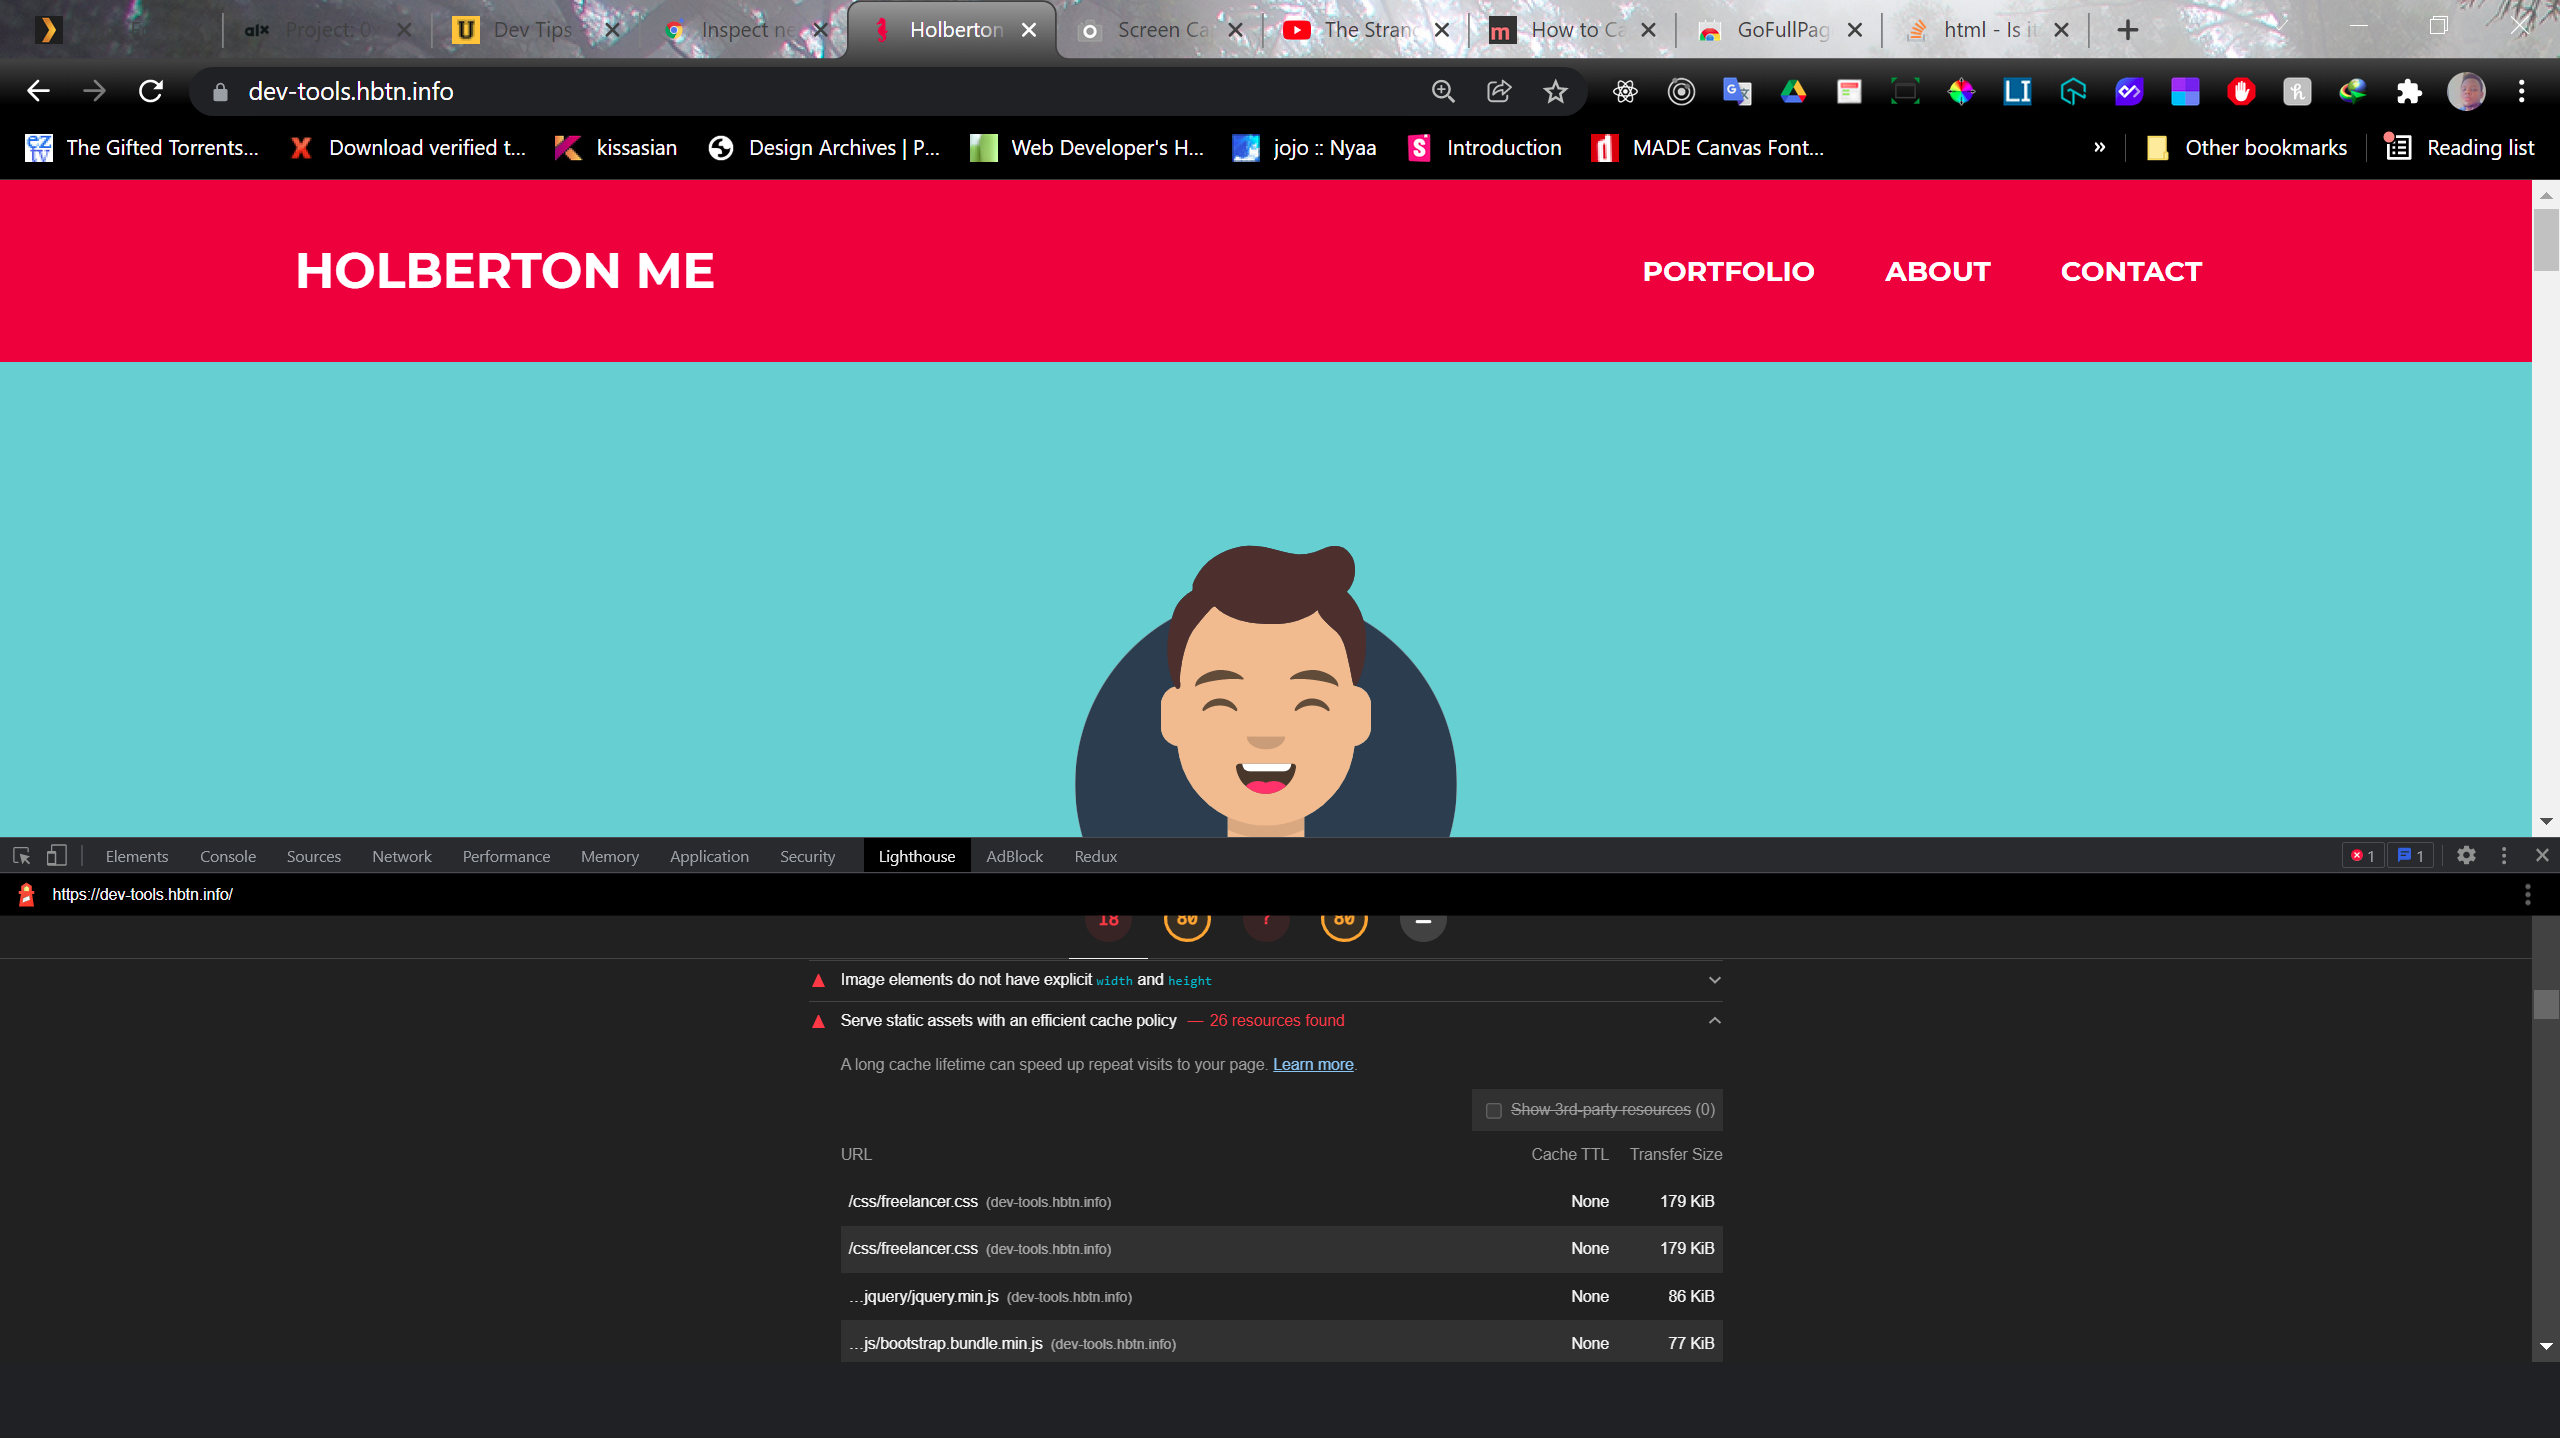 alx Project: 0
Dev Tips
Inspect ne
Holberton
Screen Ca
The Strang
How to Ca
GoFullPag
html - Is it
dev-tools.hbtn.info
The Gifted Torrents...
Download verified t...
kissasian
Design Archives | P...
Web Developer's H...
jojo :: Nyaa
Introduction
MADE Canvas Font...
»
Other bookmarks
Reading list
HOLBERTON ME
PORTFOLIO
ABOUT
CONTACT
Elements
Console
Sources
Network
Performance
Memory
Application
Security
Lighthouse
AdBlock
Redux
1
1
https://dev-tools.hbtn.info/
18
80
?
80
Image elements do not have explicit width and height
Serve static assets with an efficient cache policy — 26 resources found
A long cache lifetime can speed up repeat visits to your page. Learn more.
Show 3rd-party resources (0)
URL Cache TTL Transfer Size
/css/freelancer.css (dev-tools.hbtn.info) None 179 KiB
/css/freelancer.css (dev-tools.hbtn.info) None 179 KiB
…jquery/jquery.min.js (dev-tools.hbtn.info) None 86 KiB
…js/bootstrap.bundle.min.js (dev-tools.hbtn.info) None 77 KiB